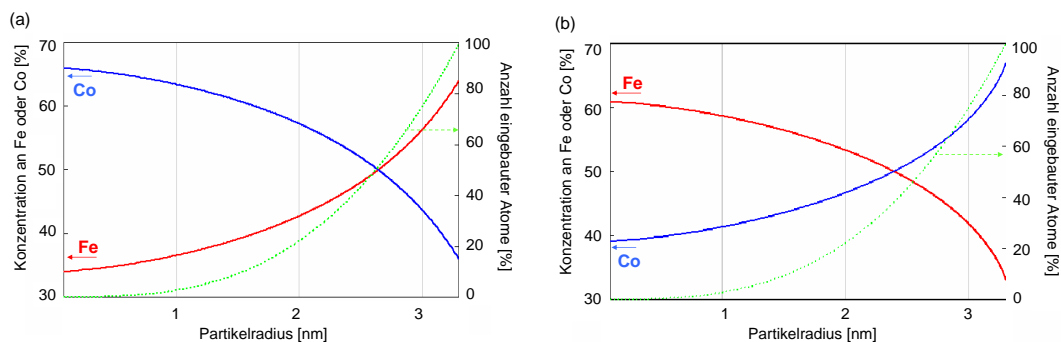 (a)
Konzentration an Fe oder Co [%]
70
60
50
40
30
Co
Fe
1
2
3
Partikelradius [nm]
100
80
60
40
20
0
Anzahl eingebauter Atome [%]
(b)
Konzentration an Fe oder Co [%]
70
60
50
40
30
Fe
Co
1
2
3
Partikelradius [nm]
100
80
60
40
20
0
Anzahl eingebauter Atome [%]